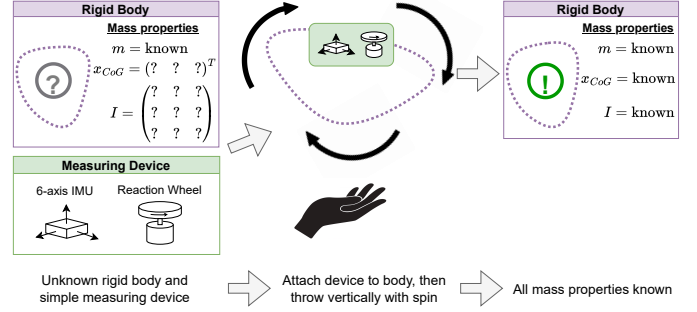 Rigid Body
Mass properties
m = known
x_CoG = (? ? ?)^T
? ? ?
I = ? ? ?
? ? ?
?
Measuring Device
6-axis IMU
Reaction Wheel
Rigid Body
Mass properties
m = known
x_CoG = known
I = known
!
Unknown rigid body and
simple measuring device
Attach device to body, then
throw vertically with spin
All mass properties known